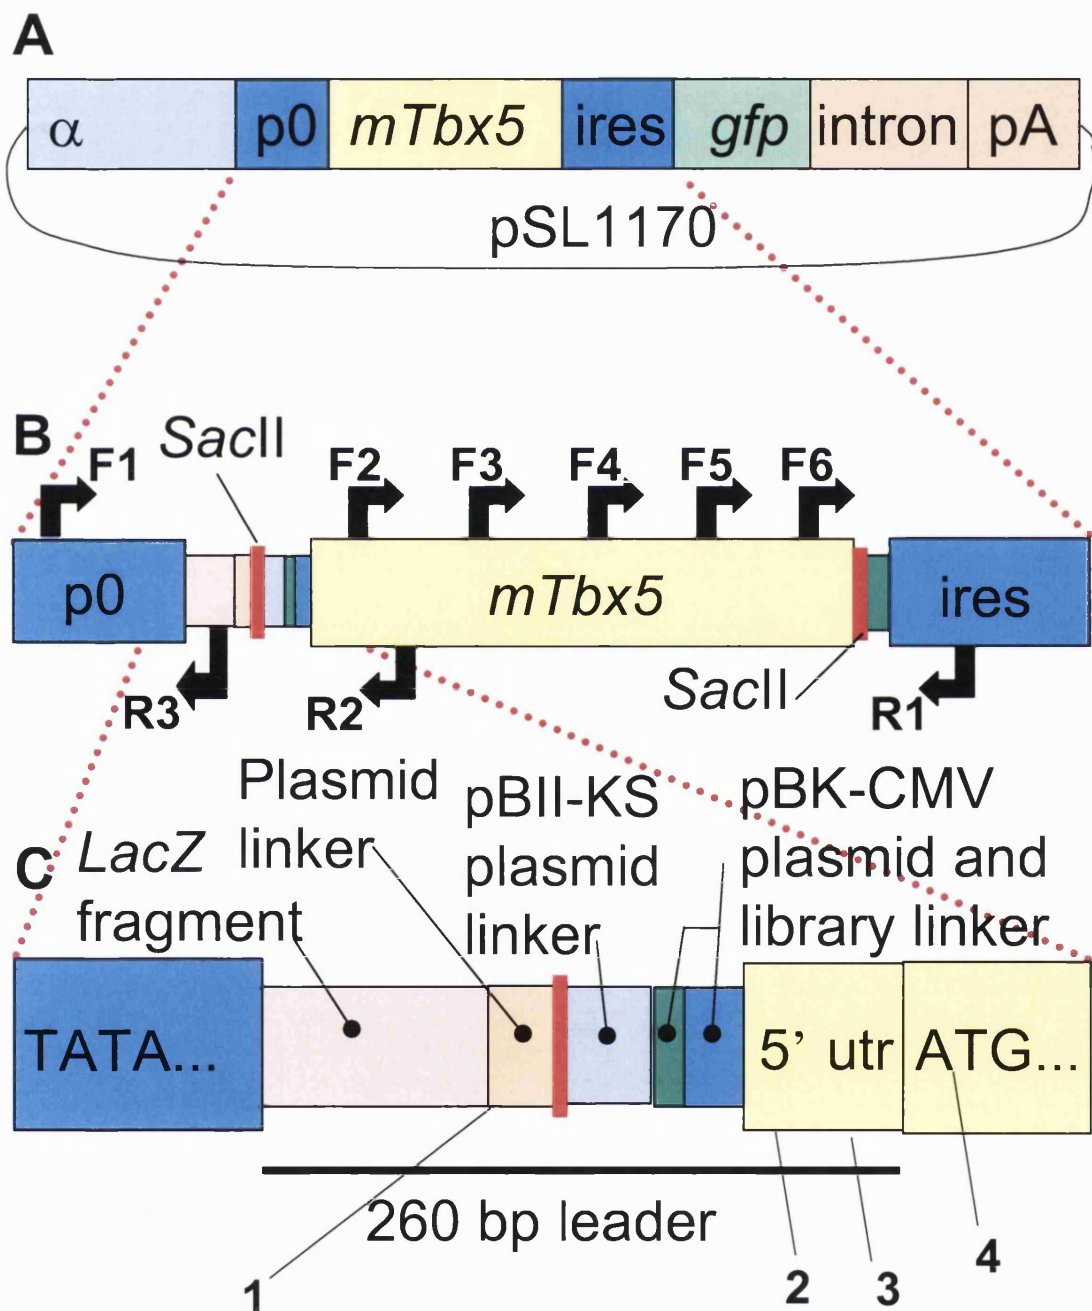 A
α p0 mTbx5 ires gfp intron pA
pSL1170
B
F1 SacII F2 F3 F4 F5 F6
p0 mTbx5 ires
R3 R2 SacII R1
C
LacZ
fragment
Plasmid
linker
pBII-KS
plasmid
linker
pBK-CMV
plasmid and
library linker
TATA... 5’ utr ATG...
260 bp leader
1 2 3 4